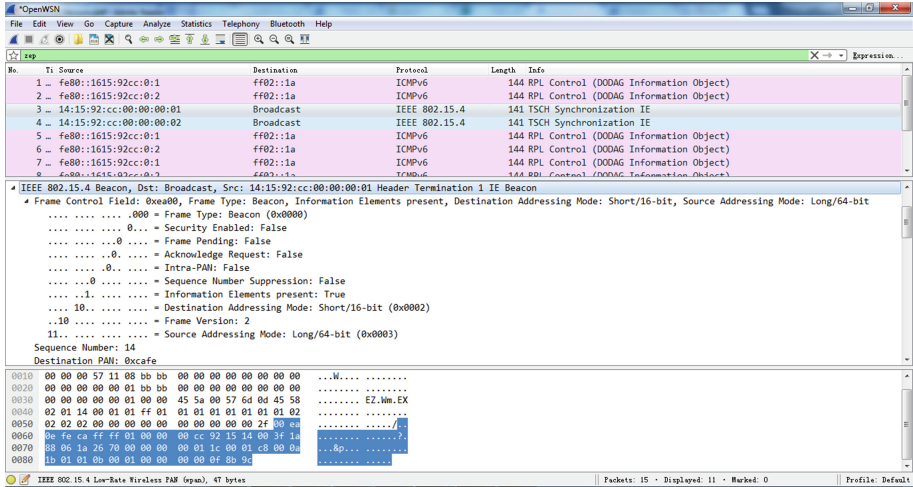 *OpenWSN
File Edit View Go Capture Analyze Statistics Telephony Bluetooth Help
zep Expression...
No. Ti Source Destination Protocol Length Info
1 … fe80::1615:92cc:0:1 ff02::1a ICMPv6 144 RPL Control (DODAG Information Object)
2 … fe80::1615:92cc:0:2 ff02::1a ICMPv6 144 RPL Control (DODAG Information Object)
3 … 14:15:92:cc:00:00:00:01 Broadcast IEEE 802.15.4 141 TSCH Synchronization IE
4 … 14:15:92:cc:00:00:00:02 Broadcast IEEE 802.15.4 141 TSCH Synchronization IE
5 … fe80::1615:92cc:0:1 ff02::1a ICMPv6 144 RPL Control (DODAG Information Object)
6 … fe80::1615:92cc:0:2 ff02::1a ICMPv6 144 RPL Control (DODAG Information Object)
7 … fe80::1615:92cc:0:1 ff02::1a ICMPv6 144 RPL Control (DODAG Information Object)
8 … fe80::1615:92cc:0:2 ff02::1a ICMPv6 144 RPL Control (DODAG Information Object)
IEEE 802.15.4 Beacon, Dst: Broadcast, Src: 14:15:92:cc:00:00:00:01 Header Termination 1 IE Beacon
Frame Control Field: 0xea00, Frame Type: Beacon, Information Elements present, Destination Addressing Mode: Short/16-bit, Source Addressing Mode: Long/64-bit
.... .... .... .000 = Frame Type: Beacon (0x0000)
.... .... .... 0... = Security Enabled: False
.... .... ...0 .... = Frame Pending: False
.... .... ..0. .... = Acknowledge Request: False
.... .... .0.. .... = Intra-PAN: False
.... ...0 .... .... = Sequence Number Suppression: False
.... ..1. .... .... = Information Elements present: True
.... 10.. .... .... = Destination Addressing Mode: Short/16-bit (0x0002)
..10 .... .... .... = Frame Version: 2
11.. .... .... .... = Source Addressing Mode: Long/64-bit (0x0003)
Sequence Number: 14
Destination PAN: 0xcafe
0010 00 00 00 57 11 08 bb bb 00 00 00 00 00 00 00 00 ...W.... ........
0020 00 00 00 00 00 01 bb bb 00 00 00 00 00 00 00 00 ........ ........
0030 00 00 00 00 00 01 00 00 45 5a 00 57 6d 0d 45 58 ........ EZ.Wm.EX
0040 02 01 14 00 01 01 ff 01 01 01 01 01 01 01 01 02 ........ ........
0050 02 02 02 00 00 00 00 00 00 00 00 00 00 2f 00 ea ........ ...../..
0060 0e fe ca ff ff 01 00 00 00 cc 92 15 14 00 3f 1a ........ ......?.
0070 88 06 1a 26 70 00 00 00 00 01 1c 00 01 c8 00 0a ...&p... ........
0080 1b 01 01 0b 00 01 00 00 00 00 0f 8b 9c ........ .....
IEEE 802.15.4 Low-Rate Wireless PAN (wpan), 47 bytes Packets: 15 · Displayed: 11 · Marked: 0 Profile: Default